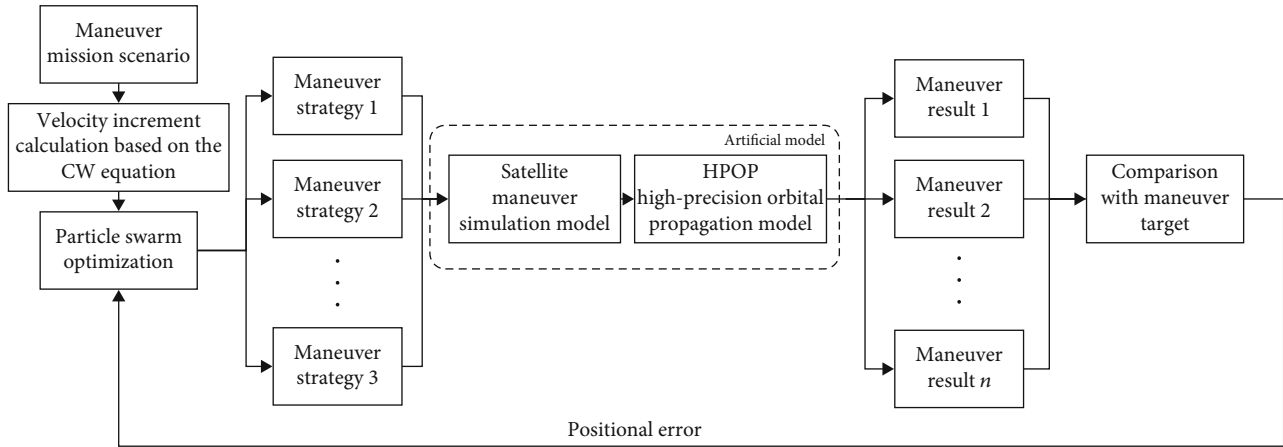 Maneuver
mission scenario
Velocity increment
calculation based on the
CW equation
Particle swarm
optimization
Maneuver
strategy 1
Maneuver
strategy 2
Maneuver
strategy 3
Artificial model
Satellite
maneuver
simulation model
HPOP
high-precision orbital
propagation model
Maneuver
result 1
Maneuver
result 2
Maneuver
result n
Comparison
with maneuver
target
Positional error